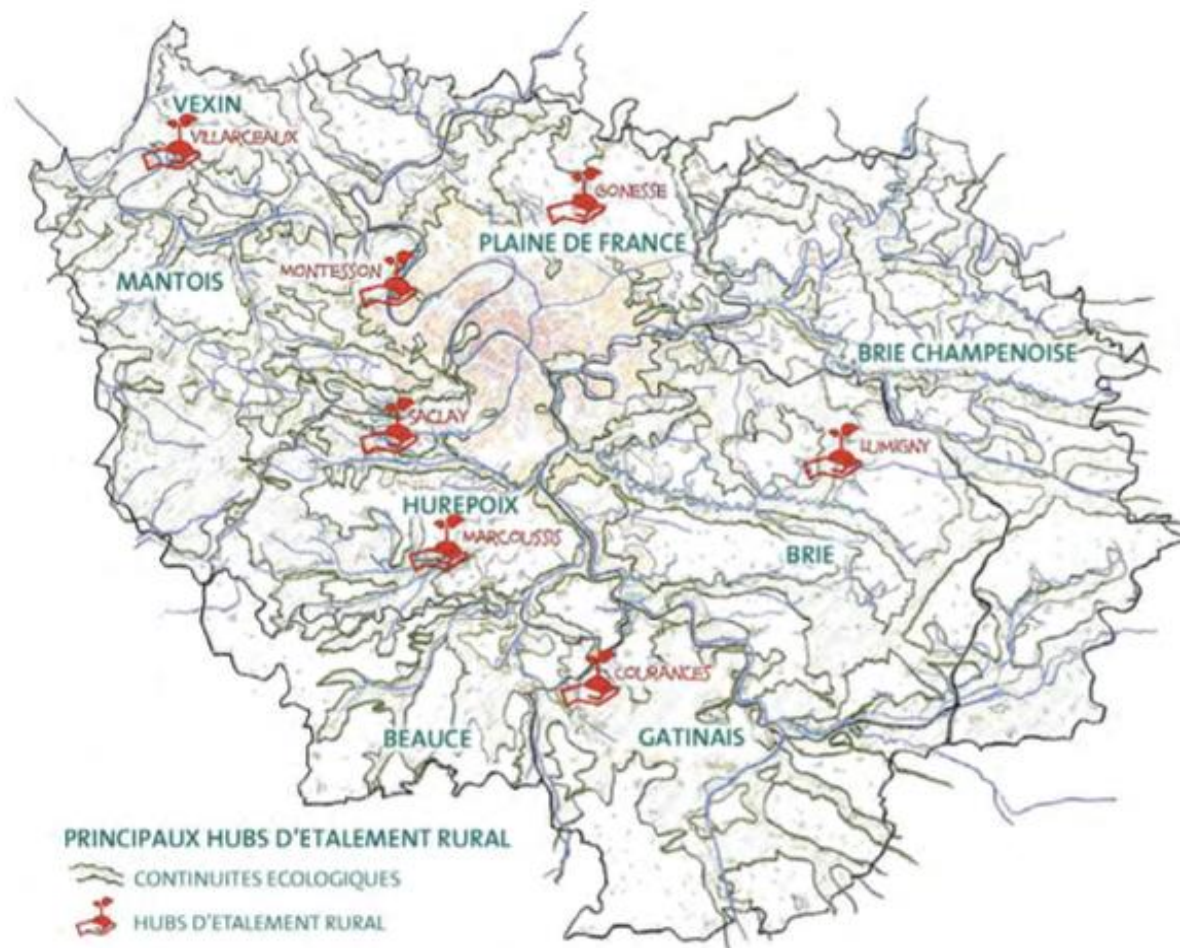 VEXIN
VILLARCEAUX
GONESSE
PLAINE DE FRANCE
MONTESSON
MANTOIS
BRIE CHAMPENOISE
SACLAY
LUMIGNY
HUREPOIX
MARCOUSSIS
BRIE
COURANCES
BEAUCE
GATINAIS
PRINCIPAUX HUBS D'ETALEMENT RURAL
CONTINUITES ECOLOGIQUES
HUBS D'ETALEMENT RURAL